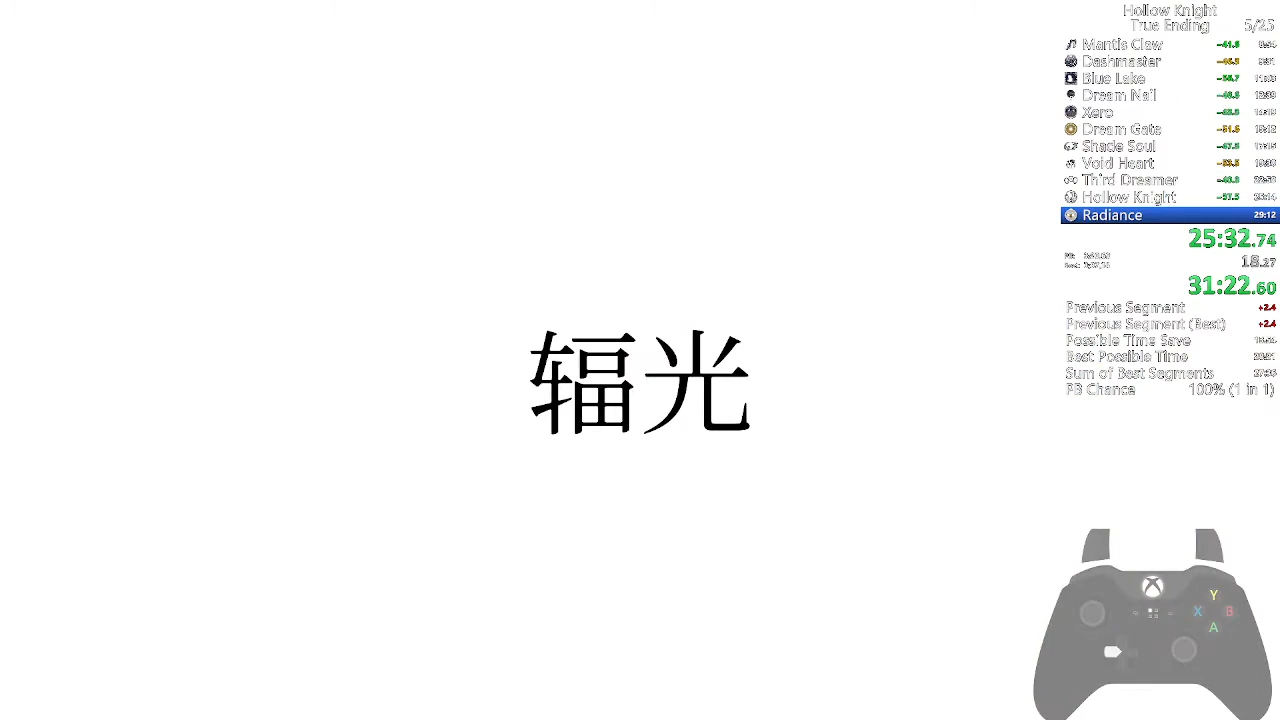 Hollow Knight
True Ending 5/25
Mantis Claw
Dashmaster
Blue Lake
Dream Nail
Xero
Dream Gate
Shade Soul
Void Heart
Third Dreamer
Hollow Knight
Radiance 29:12
25:32.74
18.27
31:22.60
Previous Segment +2.4
Previous Segment (Best) +2.4
Possible Time Save
Best Possible Time
Sum of Best Segments
PB Chance 100% (1 in 1)
辐光
Y
X B
A